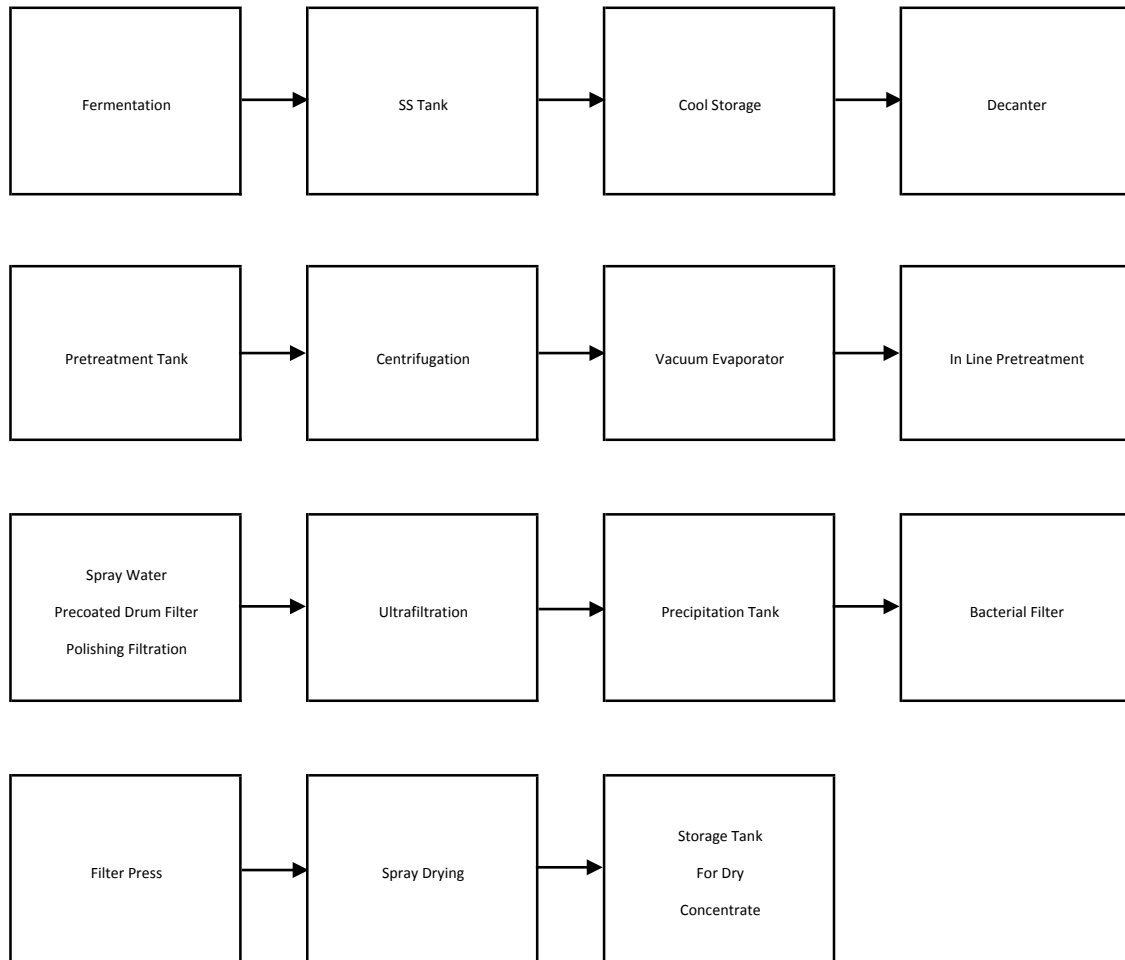 Fermentation
SS Tank
Cool Storage
Decanter
Pretreatment Tank
Centrifugation
Vacuum Evaporator
In Line Pretreatment
Spray Water
Precoated Drum Filter
Polishing Filtration
Ultrafiltration
Precipitation Tank
Bacterial Filter
Filter Press
Spray Drying
Storage Tank
For Dry
Concentrate